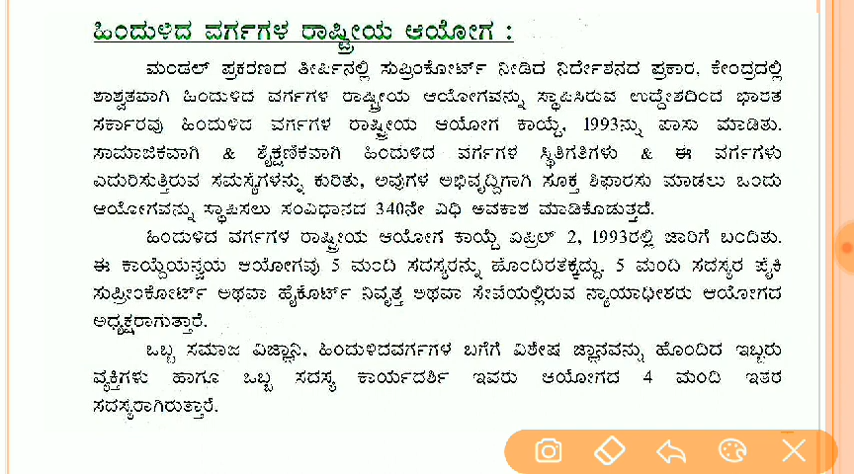 ಹಿಂದುಳಿದ ವರ್ಗಗಳ ರಾಷ್ಟ್ರೀಯ ಆಯೋಗ :
ಮಂಡಲ್ ಪ್ರಕರಣದ ತೀರ್ಪಿನಲ್ಲಿ ಸುಪ್ರಿಂಕೋರ್ಟ್ ನೀಡಿದ ನಿರ್ದೇಶನದ ಪ್ರಕಾರ, ಕೇಂದ್ರದಲ್ಲಿ
ಶಾಶ್ವತವಾಗಿ ಹಿಂದುಳಿದ ವರ್ಗಗಳ ರಾಷ್ಟ್ರೀಯ ಆಯೋಗವನ್ನು ಸ್ಥಾಪಿಸಿರುವ ಉದ್ದೇಶದಿಂದ ಭಾರತ
ಸರ್ಕಾರವು ಹಿಂದುಳಿದ ವರ್ಗಗಳ ರಾಷ್ಟ್ರೀಯ ಆಯೋಗ ಕಾಯ್ದೆ, 1993ನ್ನು ಪಾಸು ಮಾಡಿತು.
ಸಾಮಾಜಿಕವಾಗಿ & ಶೈಕ್ಷಣಿಕವಾಗಿ ಹಿಂದುಳಿದ ವರ್ಗಗಳ ಸ್ಥಿತಿಗತಿಗಳು & ಈ ವರ್ಗಗಳು
ಎದುರಿಸುತ್ತಿರುವ ಸಮಸ್ಯೆಗಳನ್ನು ಕುರಿತು, ಅವುಗಳ ಅಭಿವೃದ್ದಿಗಾಗಿ ಸೂಕ್ತ ಶಿಫಾರಸು ಮಾಡಲು ಒಂದು
ಆಯೋಗವನ್ನು ಸ್ಥಾಪಿಸಲು ಸಂವಿಧಾನದ 340ನೇ ವಿಧಿ ಅವಕಾಶ ಮಾಡಿಕೊಡುತ್ತದೆ.
ಹಿಂದುಳಿದ ವರ್ಗಗಳ ರಾಷ್ಟ್ರೀಯ ಆಯೋಗ ಕಾಯ್ದೆ ಏಪ್ರಿಲ್ 2, 1993ರಲ್ಲಿ ಜಾರಿಗೆ ಬಂದಿತು.
ಈ ಕಾಯ್ದೆಯನ್ವಯ ಆಯೋಗವು 5 ಮಂದಿ ಸದಸ್ಯರನ್ನು ಹೊಂದಿರತಕ್ಕದ್ದು. 5 ಮಂದಿ ಸದಸ್ಯರ ಪೈಕಿ
ಸುಪ್ರೀಂಕೋರ್ಟ್ ಅಥವಾ ಹೈಕೋರ್ಟ್ ನಿವೃತ್ತ ಅಥವಾ ಸೇವೆಯಲ್ಲಿರುವ ನ್ಯಾಯಾಧೀಶರು ಆಯೋಗದ
ಅಧ್ಯಕ್ಷರಾಗುತ್ತಾರೆ.
ಒಬ್ಬ ಸಮಾಜ ವಿಜ್ಞಾನಿ, ಹಿಂದುಳಿದವರ್ಗಗಳ ಬಗೆಗೆ ವಿಶೇಷ ಜ್ಞಾನವನ್ನು ಹೊಂದಿದ ಇಬ್ಬರು
ವ್ಯಕ್ತಿಗಳು ಹಾಗೂ ಒಬ್ಬ ಸದಸ್ಯ ಕಾರ್ಯದರ್ಶಿ ಇವರು ಆಯೋಗದ 4 ಮಂದಿ ಇತರ
ಸದಸ್ಯರಾಗಿರುತ್ತಾರೆ.